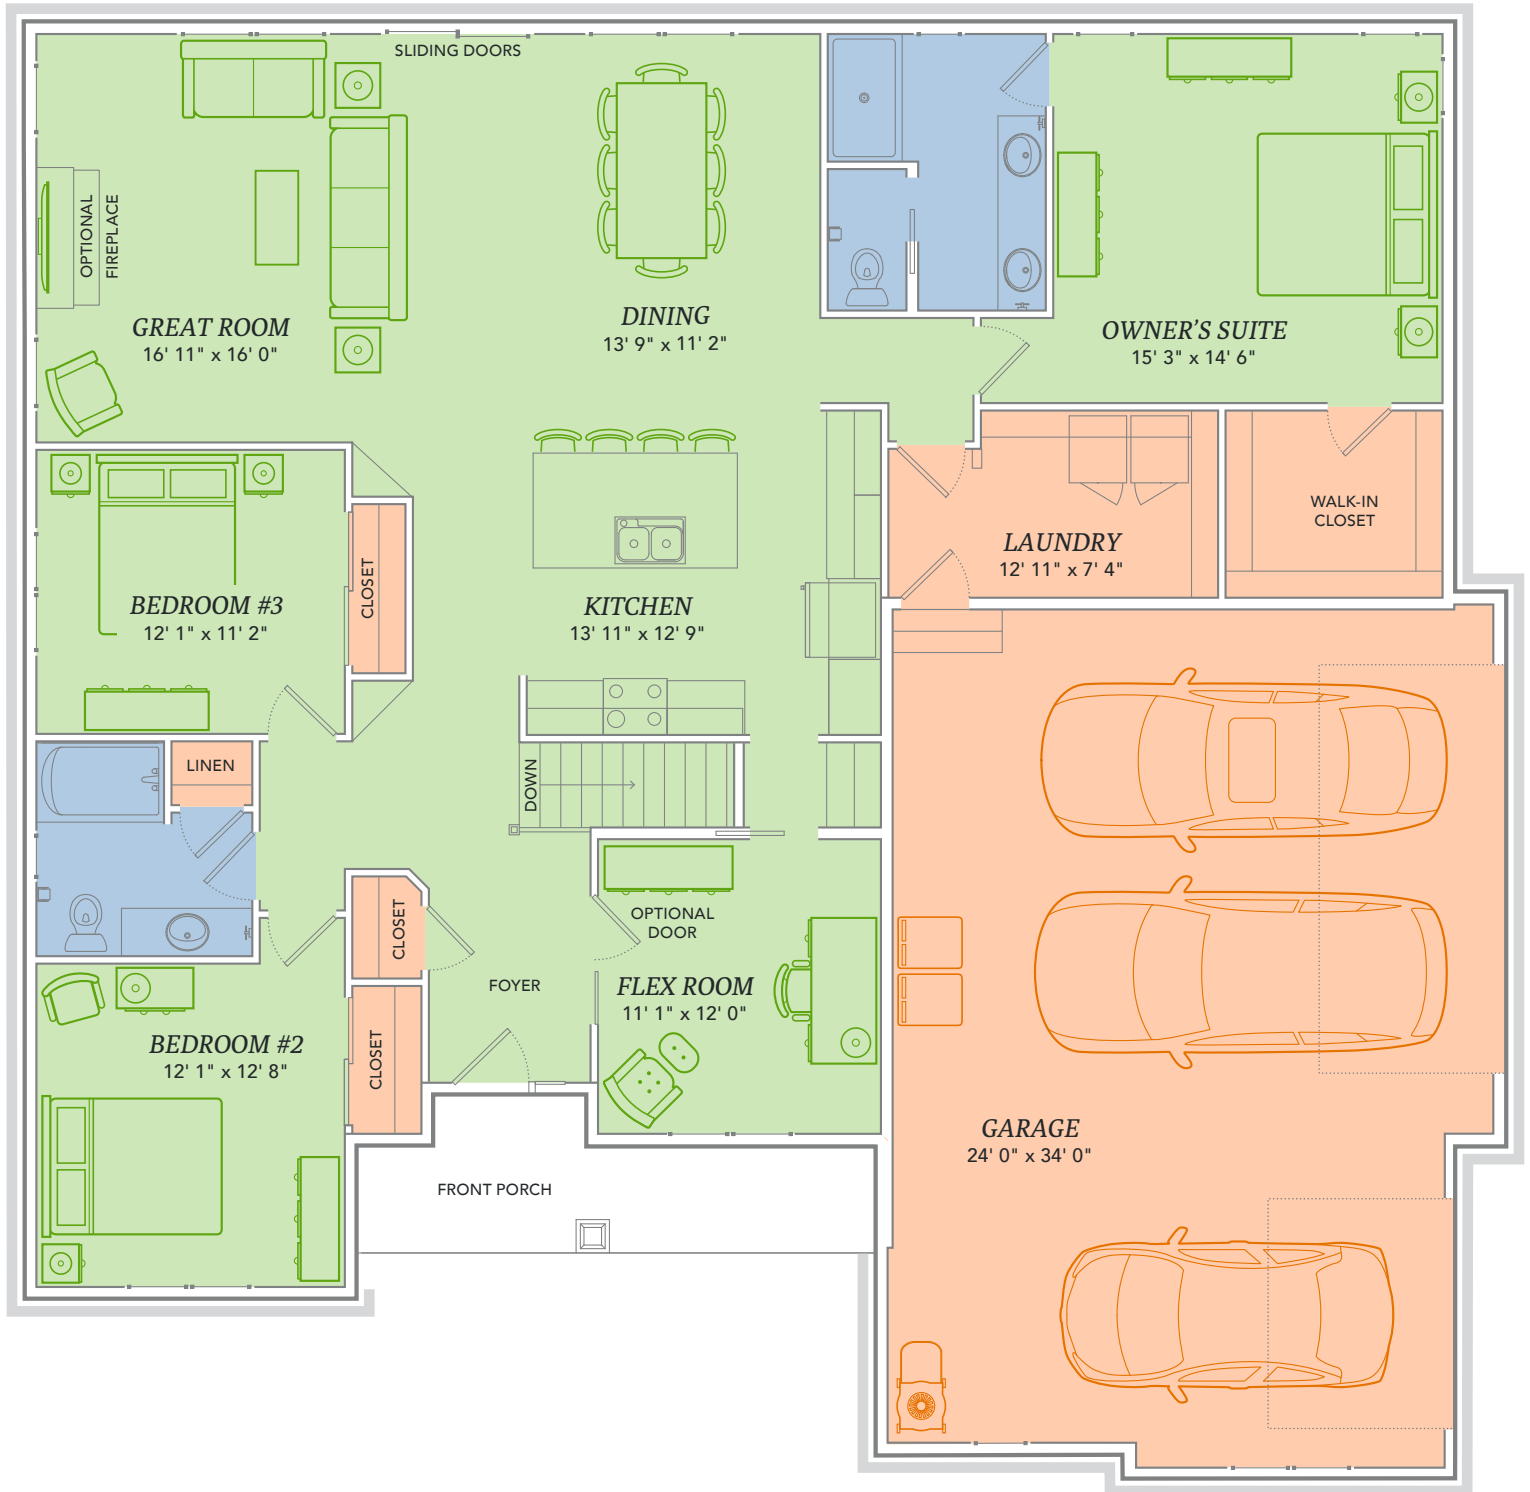 SLIDING DOORS
OPTIONAL
FIREPLACE
GREAT ROOM
16' 11" x 16' 0"
DINING
13' 9" x 11' 2"
OWNER’S SUITE
15' 3" x 14' 6"
WALK-IN
CLOSET
LAUNDRY
12' 11" x 7' 4"
CLOSET
BEDROOM #3
12' 1" x 11' 2"
KITCHEN
13' 11" x 12' 9"
LINEN
DOWN
CLOSET
OPTIONAL
DOOR
FOYER
FLEX ROOM
11' 1" x 12' 0"
BEDROOM #2
12' 1" x 12' 8"
CLOSET
GARAGE
24' 0" x 34' 0"
FRONT PORCH